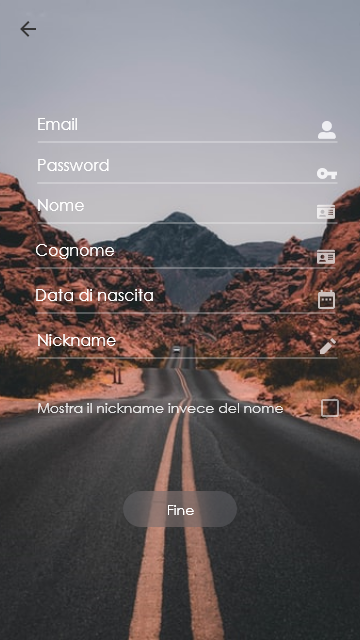 Email
Password
Nome
Cognome
Data di nascita
Nickname
Mostra il nickname invece del nome
Fine